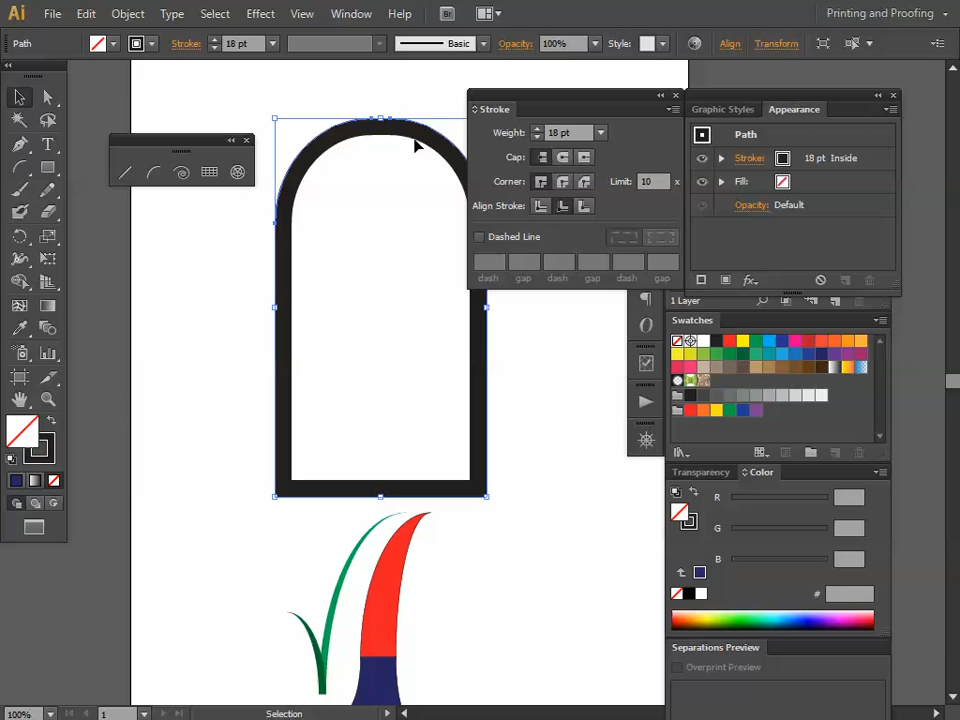 Ai File Edit Object Type Select Effect View Window Help Br Printing and Proofing
Path Stroke: 18 pt Basic Opacity: 100% Style: Align Transform
Stroke
Weight: 18 pt
Cap:
Corner: Limit: 10 x
Align Stroke:
Dashed Line
dash gap dash gap dash gap
Graphic Styles Appearance
Path
Stroke: 18 pt Inside
Fill:
Opacity: Default
fx
1 Layer
Swatches
Transparency Color
R
G
B
#
Separations Preview
Overprint Preview
100% 1 Selection